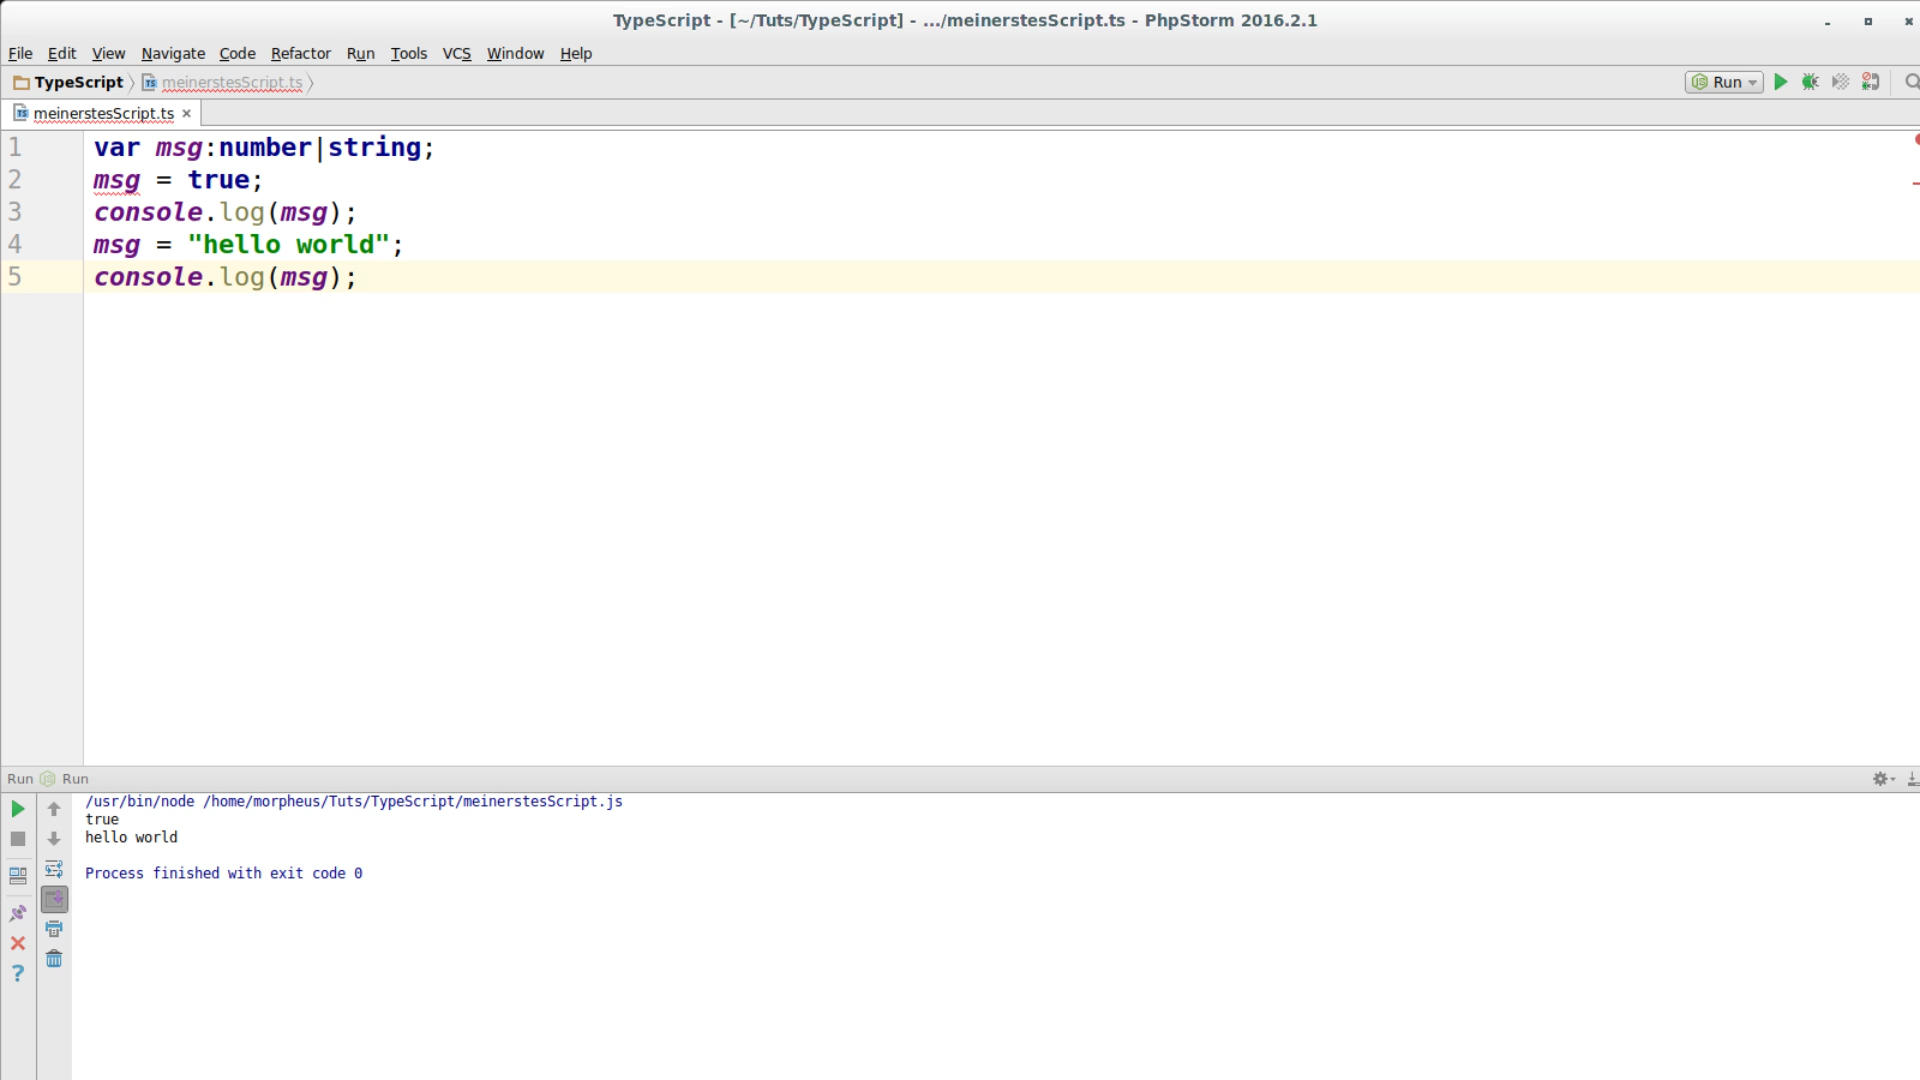 TypeScript - [~/Tuts/TypeScript] - .../meinerstesScript.ts - PhpStorm 2016.2.1
File Edit View Navigate Code Refactor Run Tools VCS Window Help
TypeScript meinerstesScript.ts Run
meinerstesScript.ts
1 var msg:number|string;
2 msg = true;
3 console.log(msg);
4 msg = "hello world";
5 console.log(msg);
Run Run
/usr/bin/node /home/morpheus/Tuts/TypeScript/meinerstesScript.js
true
hello world
Process finished with exit code 0